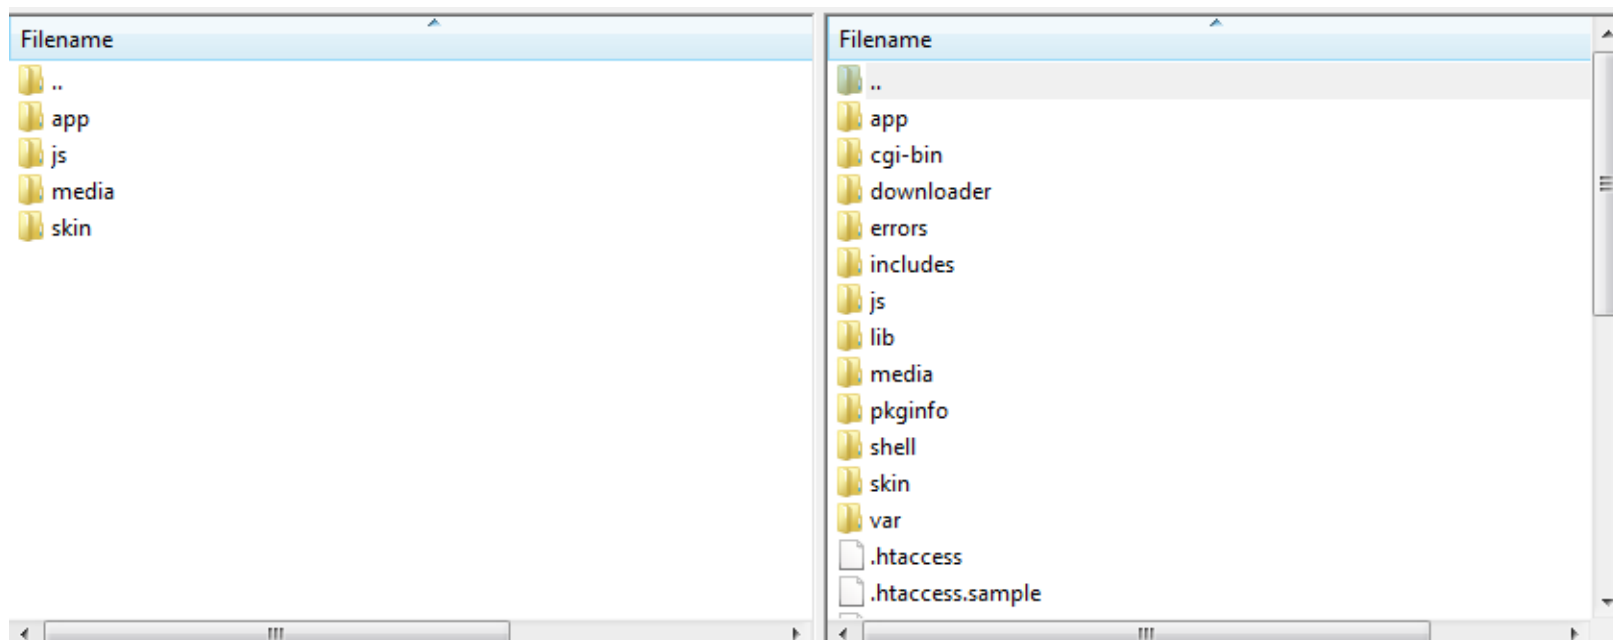 Filename
..
app
js
media
skin
Filename
..
app
cgi-bin
downloader
errors
includes
js
lib
media
pkginfo
shell
skin
var
.htaccess
.htaccess.sample